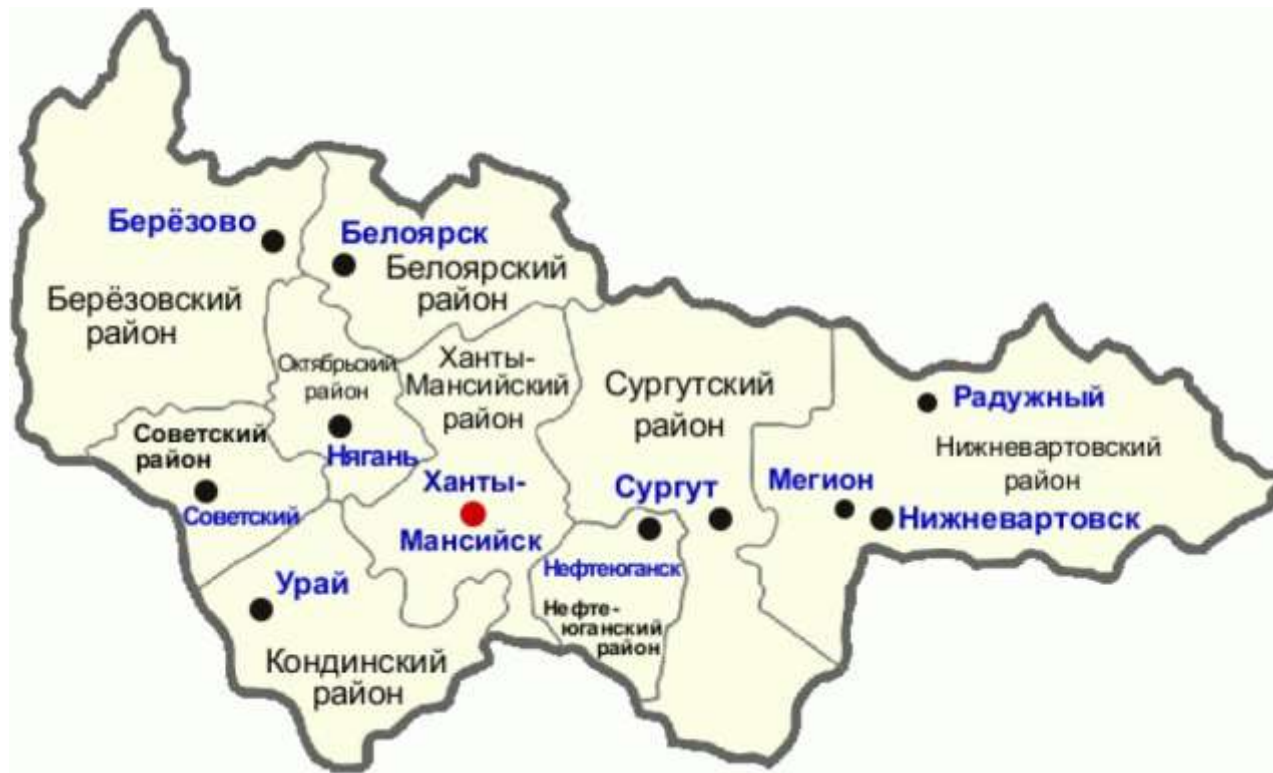 Берёзово
Белоярск
Белоярский
район
Берёзовский
район
Октябрьский
район
Ханты-
Мансийский
район
Сургутский
район
Радужный
Нижневартовский
район
Советский
район
Нягань
Советский
Ханты-
Мансийск
Сургут
Мегион
Нижневартовск
Нефтеюганск
Нефте-
юганский
район
Урай
Кондинский
район